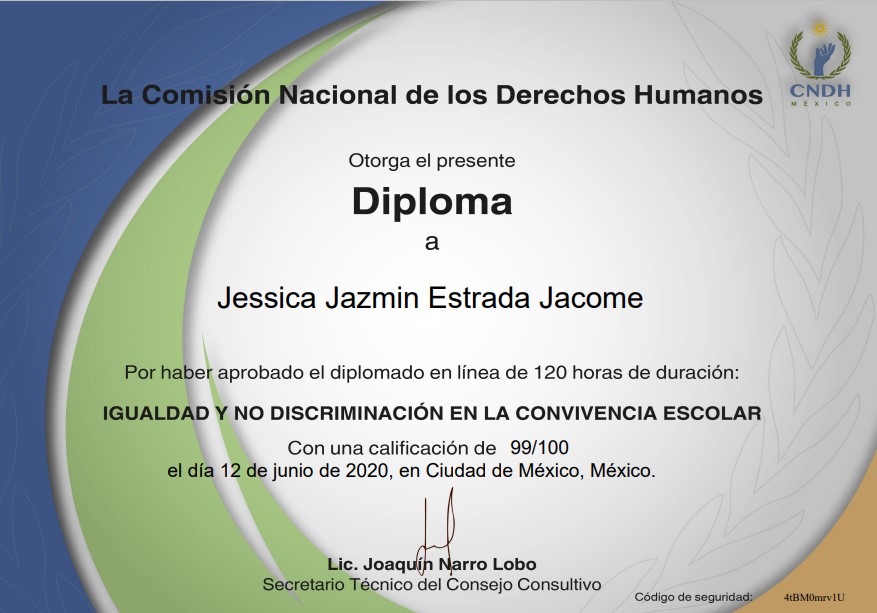 CNDH
MÉXICO
La Comisión Nacional de los Derechos Humanos
Otorga el presente
Diploma
a
Jessica Jazmin Estrada Jacome
Por haber aprobado el diplomado en línea de 120 horas de duración:
IGUALDAD Y NO DISCRIMINACIÓN EN LA CONVIVENCIA ESCOLAR
Con una calificación de 99/100
el día 12 de junio de 2020, en Ciudad de México, México.
Lic. Joaquín Narro Lobo
Secretario Técnico del Consejo Consultivo
Código de seguridad: 4tBM0mrv1U